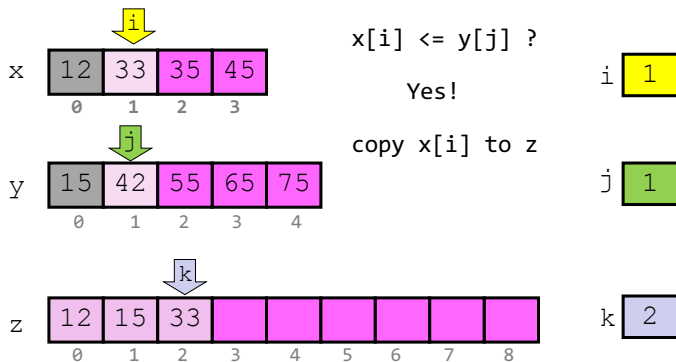 i
x[i] <= y[j] ?
x 12 33 35 45
0 1 2 3
i 1
Yes!
j
copy x[i] to z
y 15 42 55 65 75
0 1 2 3 4
j 1
k
z 12 15 33
0 1 2 3 4 5 6 7 8
k 2